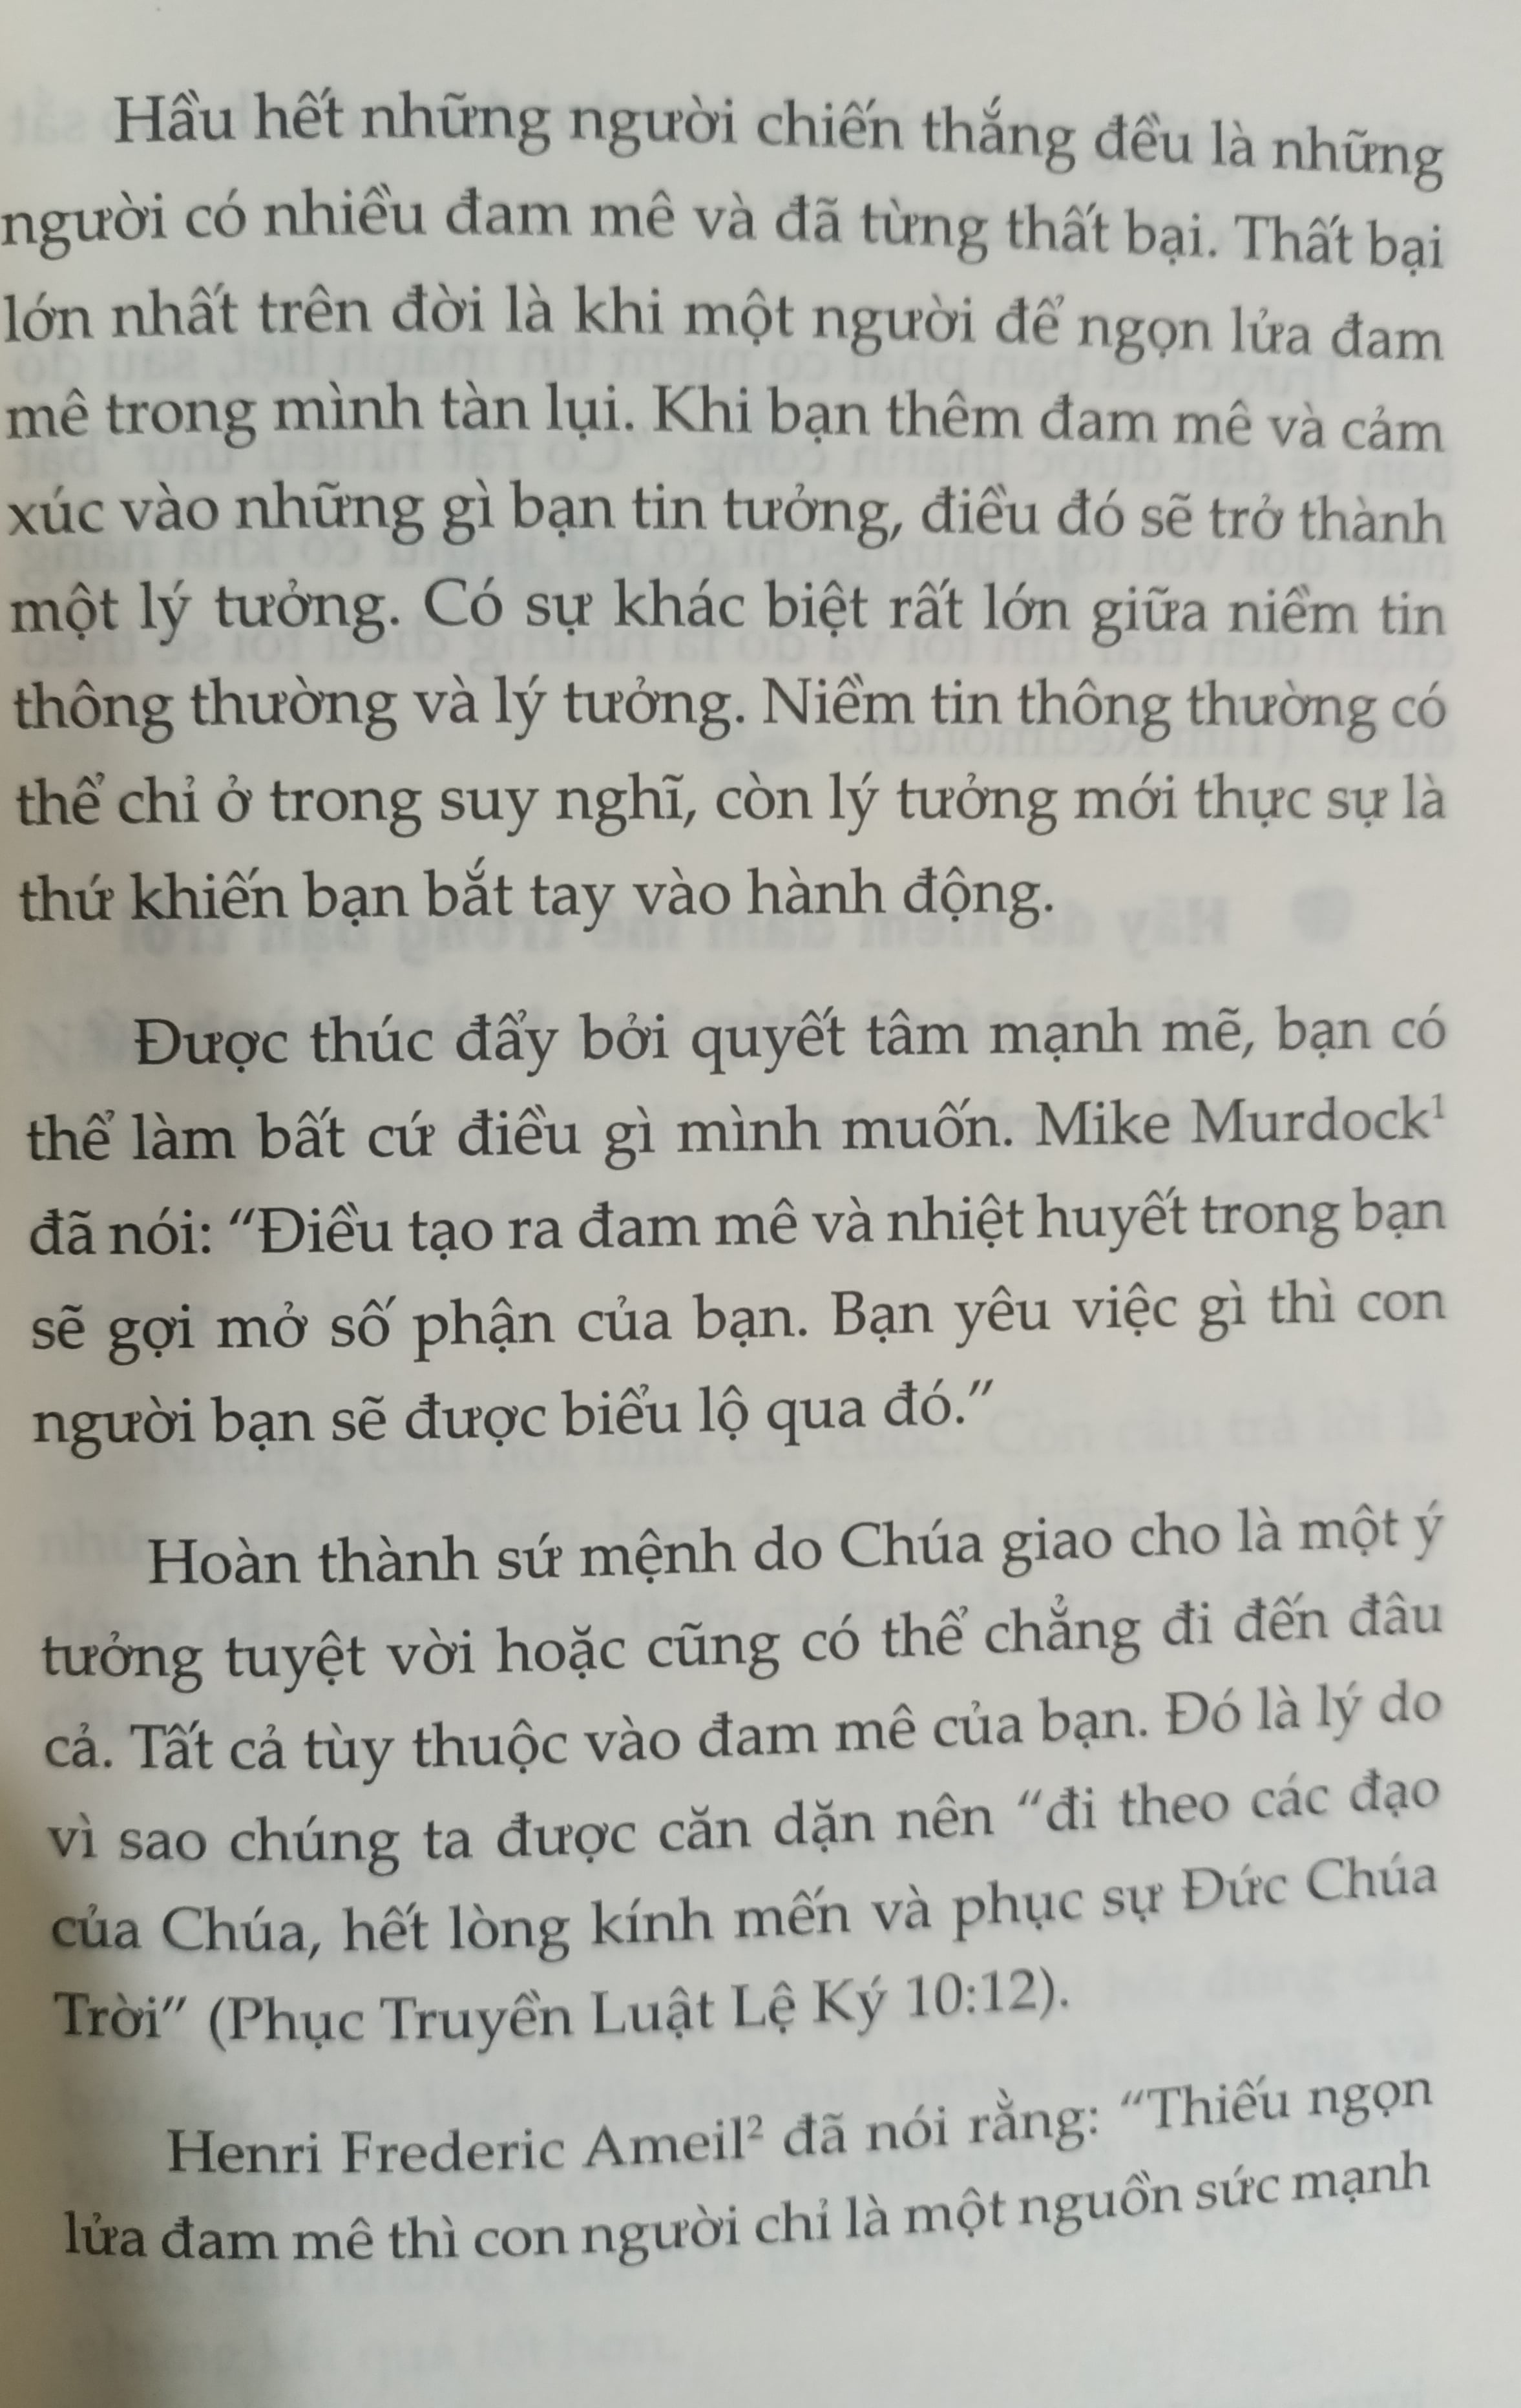 Hầu hết những người chiến thắng đều là những
người có nhiều đam mê và đã từng thất bại. Thất bại
lớn nhất trên đời là khi một người để ngọn lửa đam
mê trong mình tàn lụi. Khi bạn thêm đam mê và cảm
xúc vào những gì bạn tin tưởng, điều đó sẽ trở thành
một lý tưởng. Có sự khác biệt rất lớn giữa niềm tin
thông thường và lý tưởng. Niềm tin thông thường có
thể chỉ ở trong suy nghĩ, còn lý tưởng mới thực sự là
thứ khiến bạn bắt tay vào hành động.
Được thúc đẩy bởi quyết tâm mạnh mẽ, bạn có
thể làm bất cứ điều gì mình muốn. Mike Murdock¹
đã nói: “Điều tạo ra đam mê và nhiệt huyết trong bạn
sẽ gợi mở số phận của bạn. Bạn yêu việc gì thì con
người bạn sẽ được biểu lộ qua đó.”
Hoàn thành sứ mệnh do Chúa giao cho là một ý
tưởng tuyệt vời hoặc cũng có thể chẳng đi đến đâu
cả. Tất cả tùy thuộc vào đam mê của bạn. Đó là lý do
vì sao chúng ta được căn dặn nên “đi theo các đạo
của Chúa, hết lòng kính mến và phục sự Đức Chúa
Trời” (Phục Truyền Luật Lệ Ký 10:12).
Henri Frederic Ameil² đã nói rằng: “Thiếu ngọn
lửa đam mê thì con người chỉ là một nguồn sức mạnh